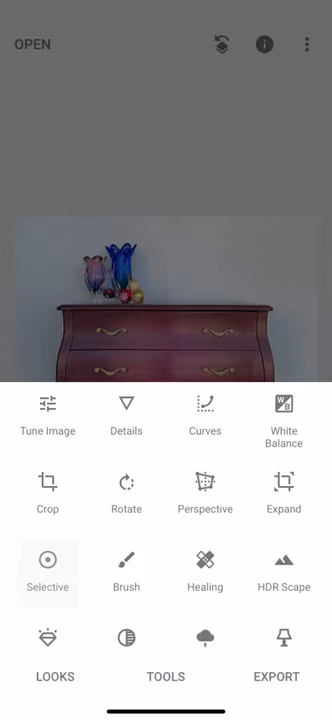 OPEN
Tune Image
Details
Curves
W
B
White
Balance
Crop
Rotate
Perspective
Expand
Selective
Brush
Healing
HDR Scape
LOOKS
TOOLS
EXPORT